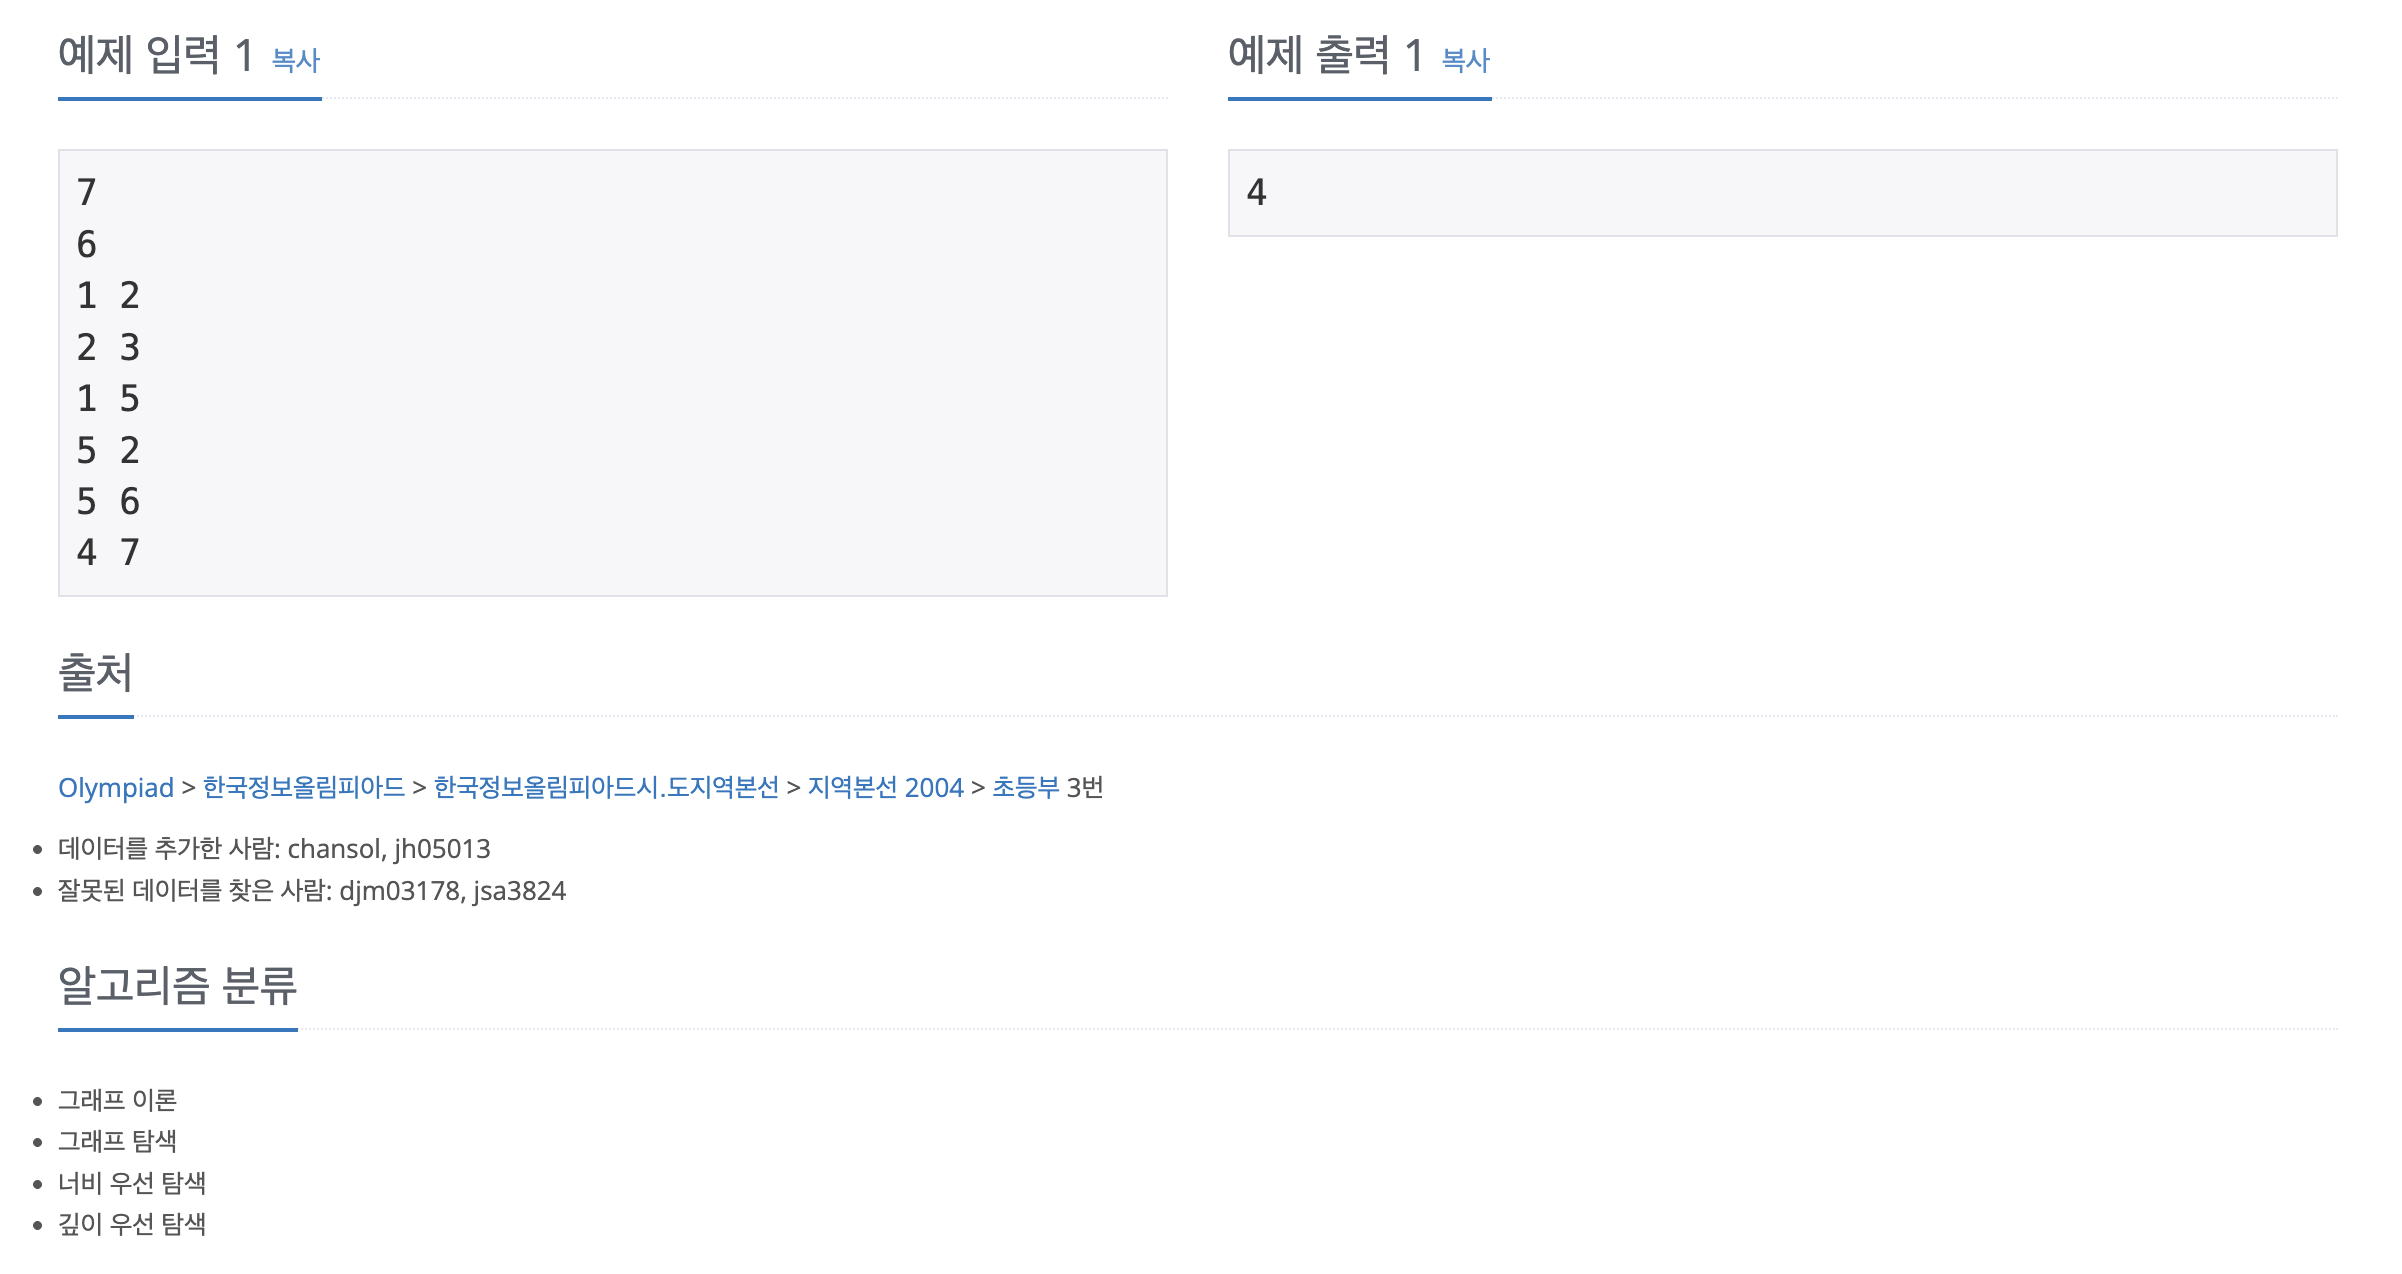 예제 입력 1 복사
7
6
1 2
2 3
1 5
5 2
5 6
4 7
예제 출력 1 복사
4
출처
Olympiad > 한국정보올림피아드 > 한국정보올림피아드시.도지역본선 > 지역본선 2004 > 초등부 3번
데이터를 추가한 사람: chansol, jh05013
잘못된 데이터를 찾은 사람: djm03178, jsa3824
알고리즘 분류
그래프 이론
그래프 탐색
너비 우선 탐색
깊이 우선 탐색